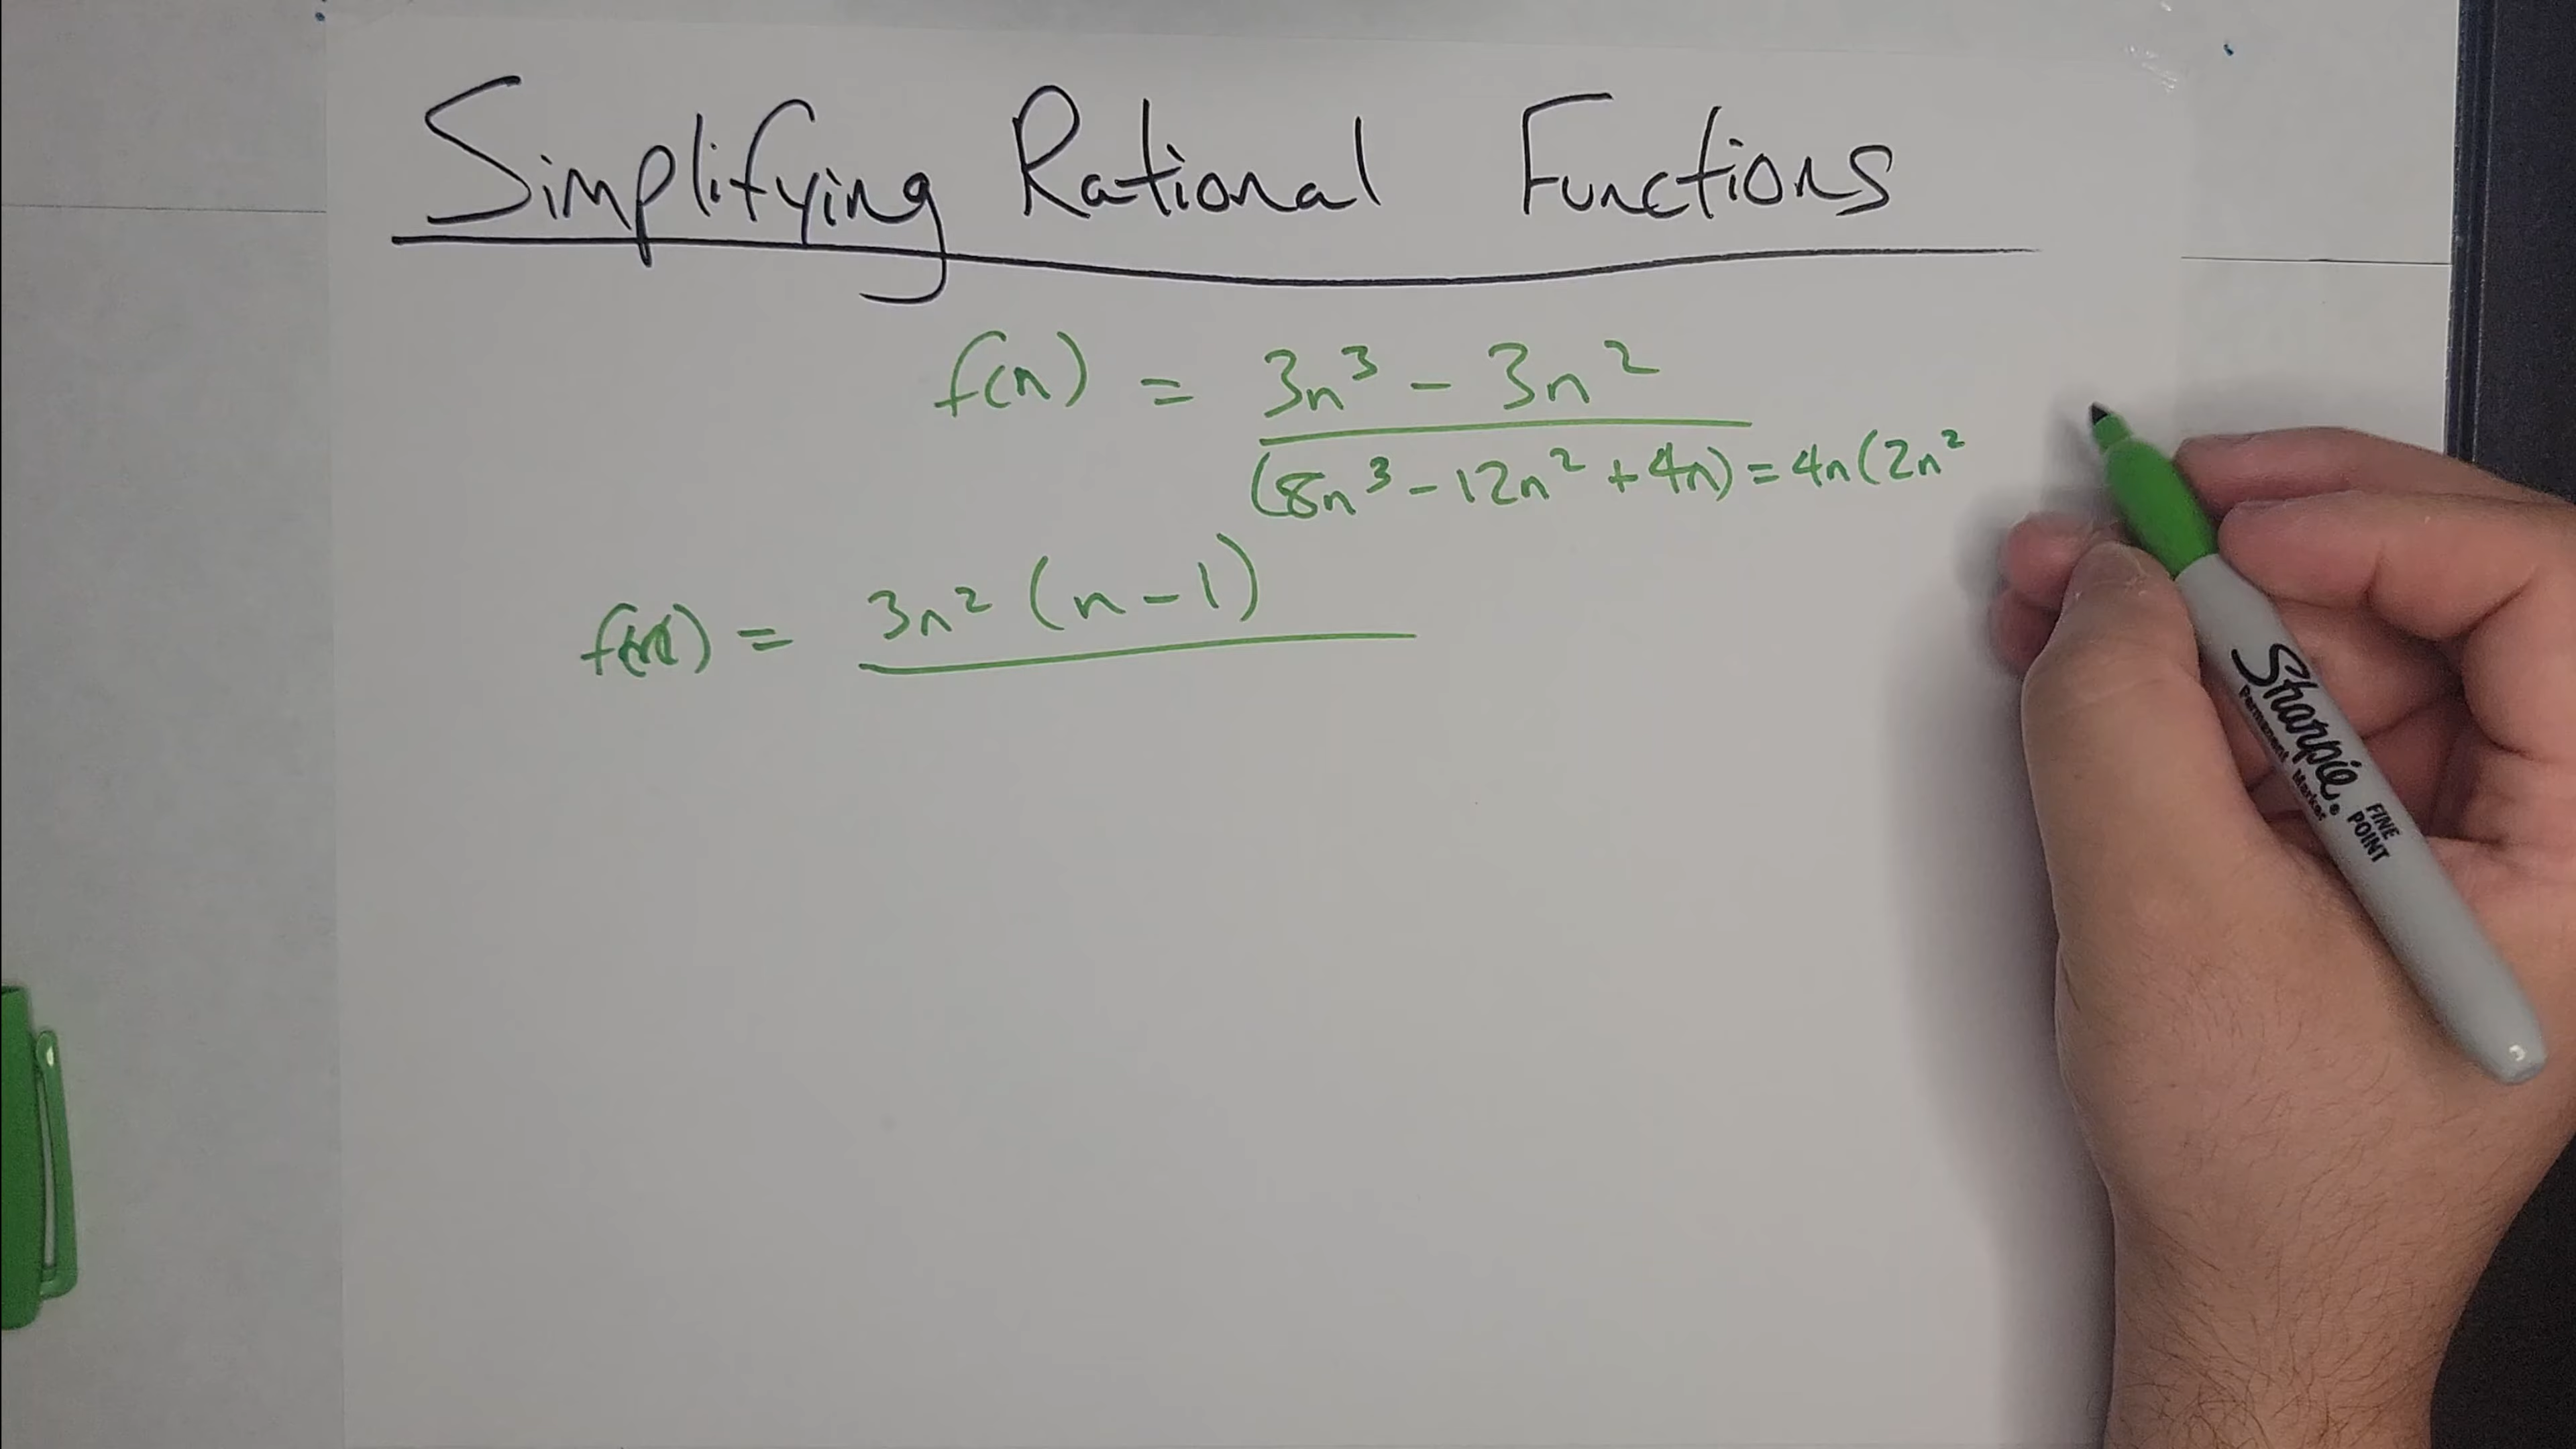 Simplifying Rational Functions
f(n) = 3n³ - 3n²
(8n³ - 12n² + 4n) = 4n(2n²
f(n) = 3n² (n - 1)
Sharpie.
Permanent Marker
FINE
POINT